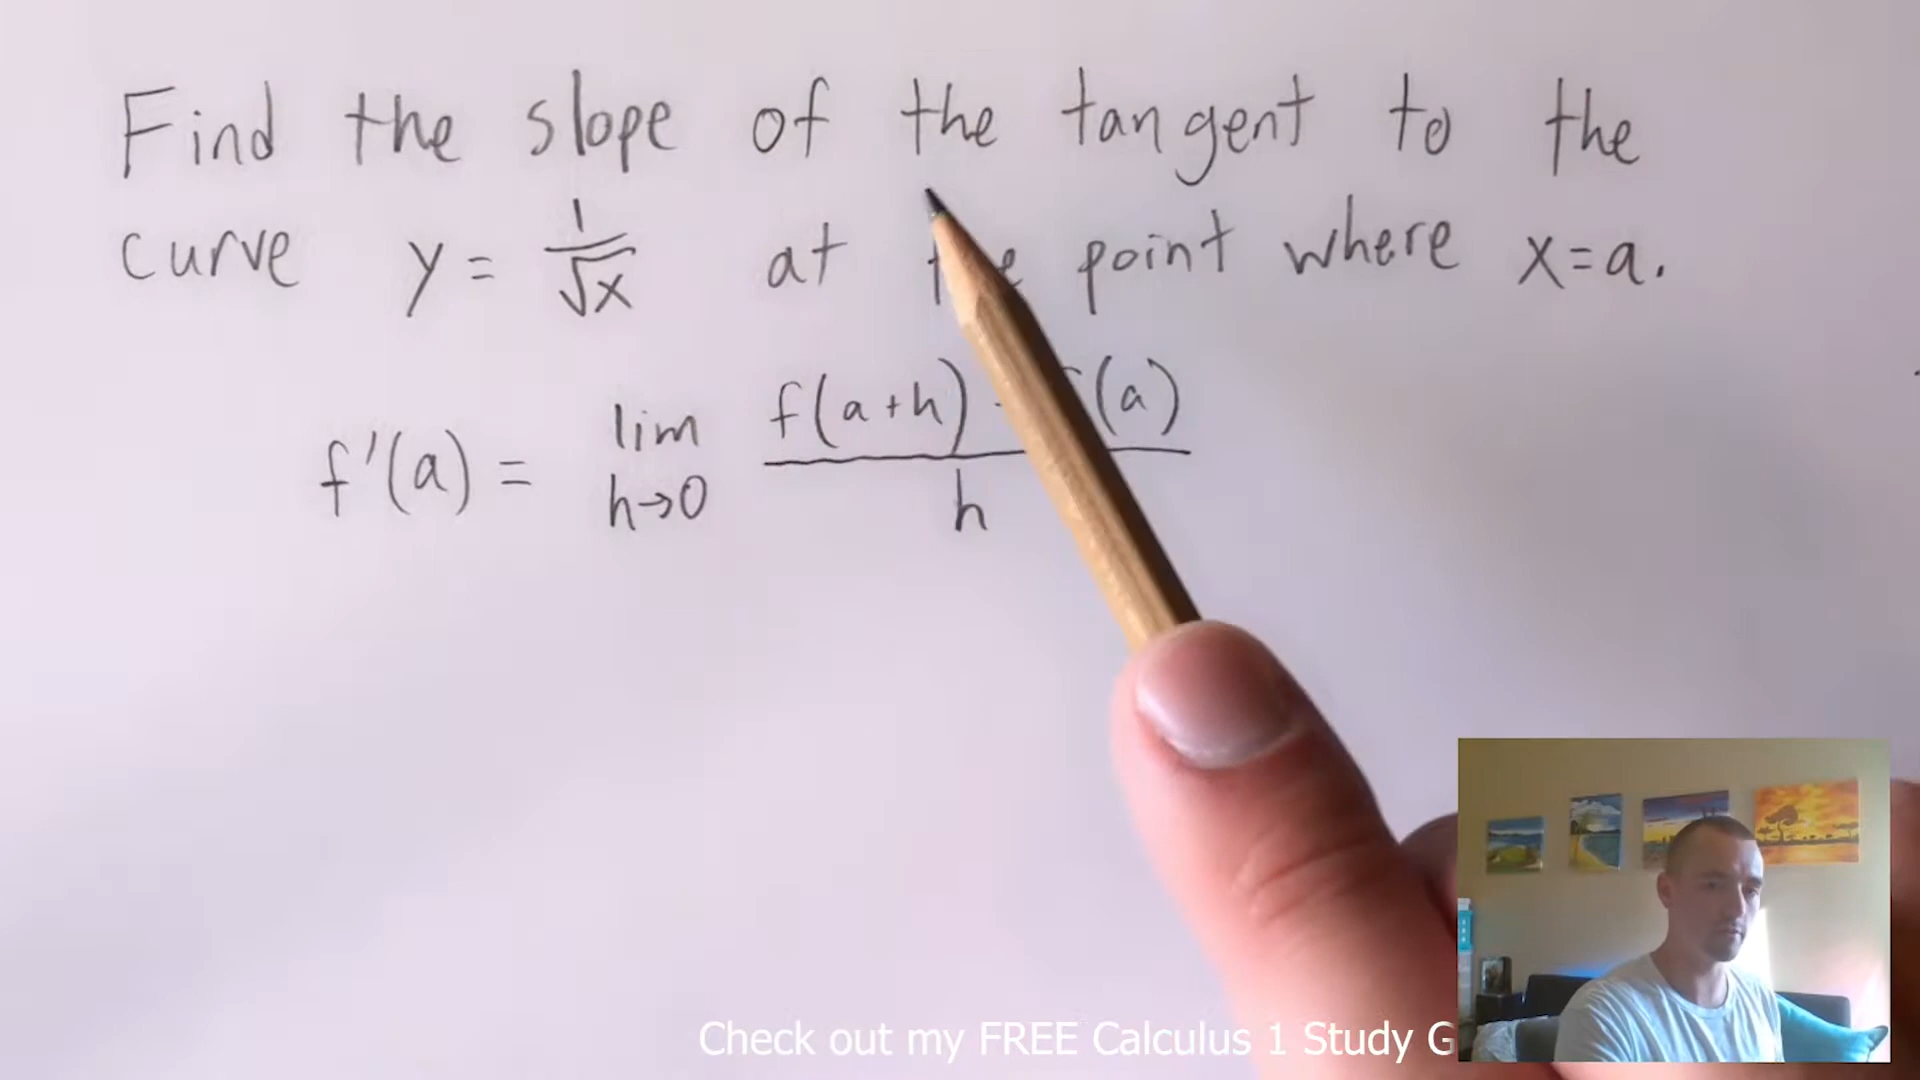 Find the slope of the tangent to the
curve y = 1/√x at the point where x=a.
f'(a) = lim h→0 f(a+h) - f(a) / h
Check out my FREE Calculus 1 Study G